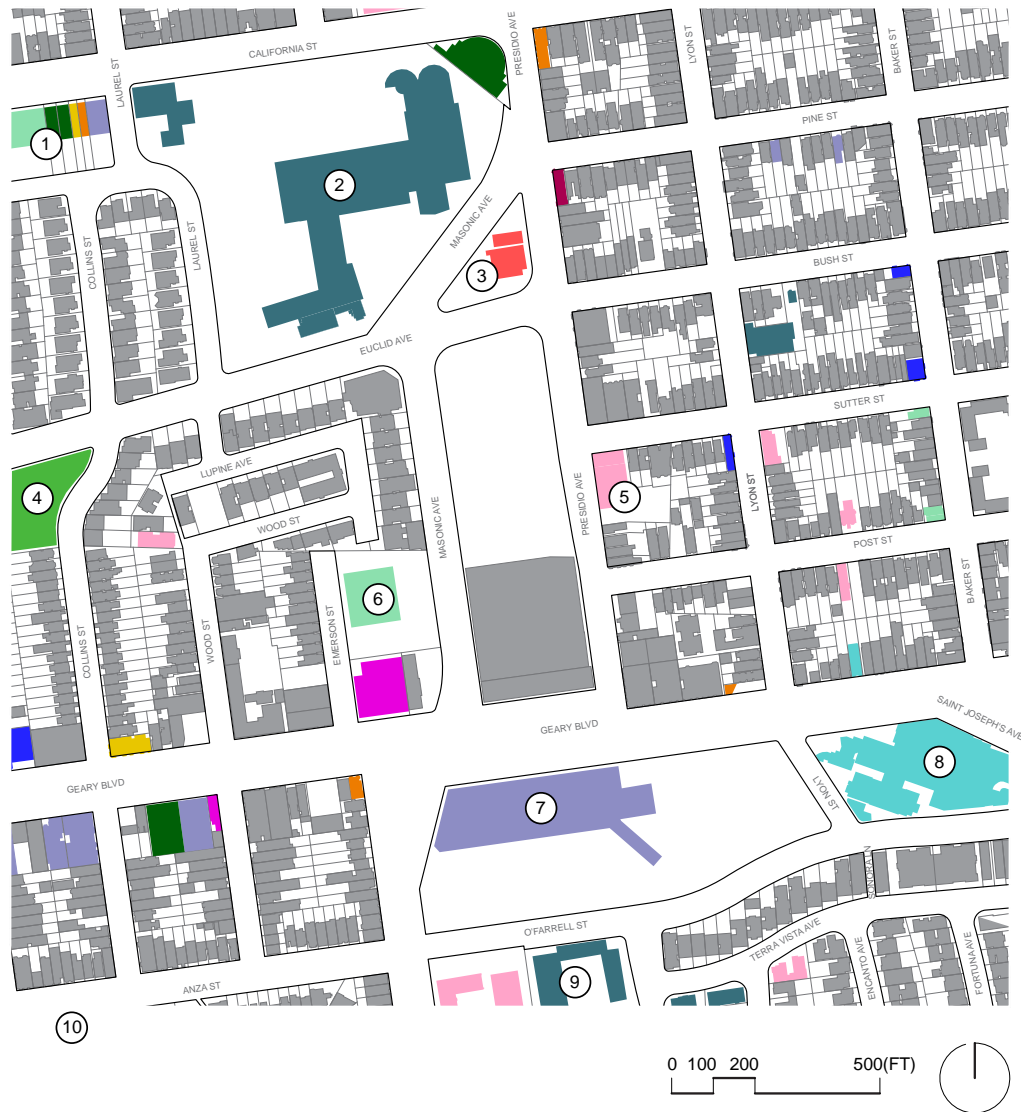 CALIFORNIA ST
PRESIDIO AVE
LYON ST
BAKER ST
LAUREL ST
PINE ST
1
2
MASONIC AVE
COLLINS ST
LAUREL ST
3
BUSH ST
EUCLID AVE
SUTTER ST
LUPINE AVE
4
5
PRESIDIO AVE
LYON ST
WOOD ST
MASONIC AVE
POST ST
BAKER ST
6
EMERSON ST
WOOD ST
COLLINS ST
GEARY BLVD
SAINT JOSEPH'S AVE
8
GEARY BLVD
LYON ST
7
SONORA LN
O'FARRELL ST
TERRA VISTA AVE
ENCANTO AVE
FORTUNA AVE
ANZA ST
9
10
0 100 200 500(FT)